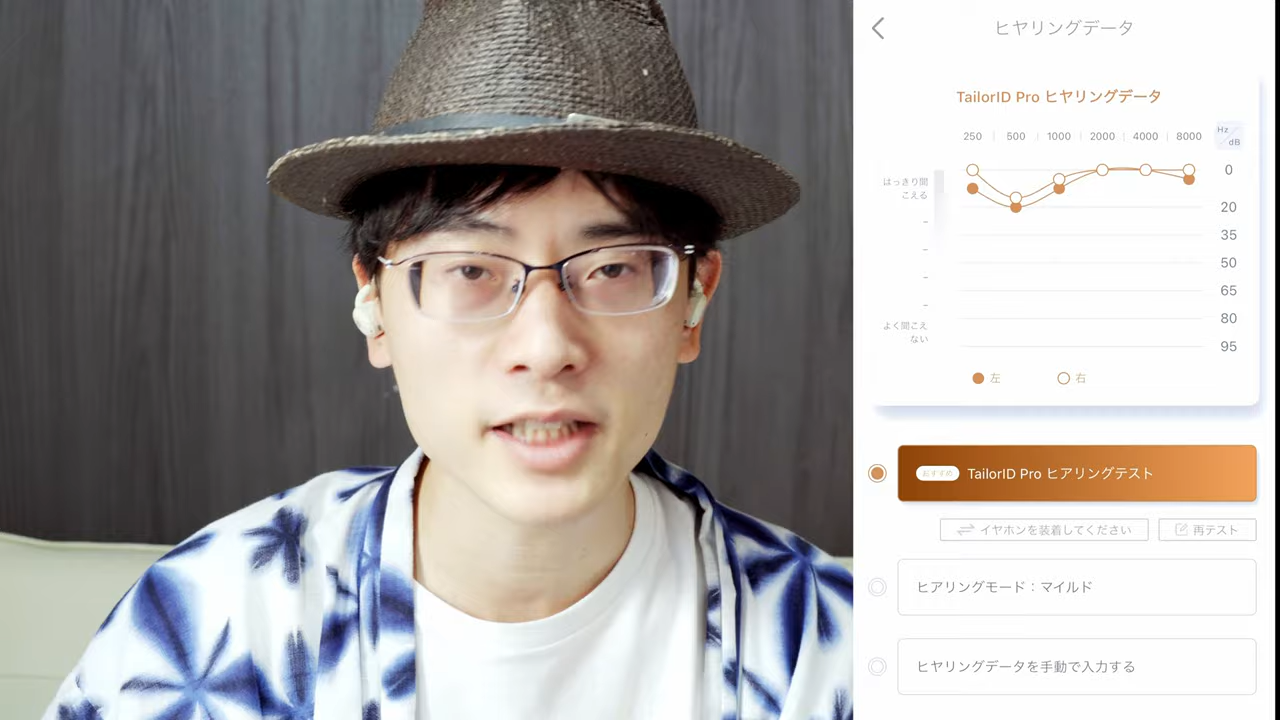 ヒヤリングデータ
TailorID Pro ヒヤリングデータ
250 500 1000 2000 4000 8000 Hz dB
0
はっきり聞こえる
20
35
50
65
80
よく聞こえない
95
左 右
おすすめ TailorID Pro ヒアリングテスト
イヤホンを装着してください 再テスト
ヒアリングモード：マイルド
ヒヤリングデータを手動で入力する